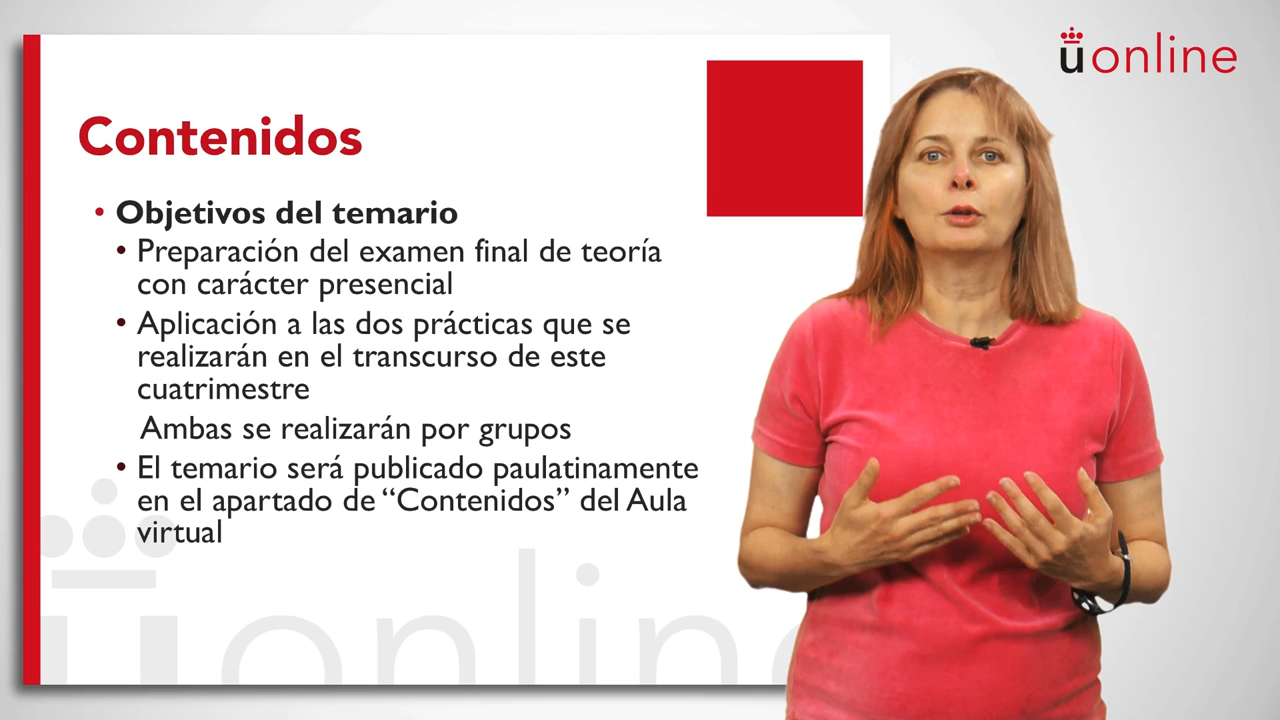 uonline
Contenidos
• Objetivos del temario
• Preparación del examen final de teoría
con carácter presencial
• Aplicación a las dos prácticas que se
realizarán en el transcurso de este
cuatrimestre
Ambas se realizarán por grupos
• El temario será publicado paulatinamente
en el apartado de “Contenidos” del Aula
virtual
uonline